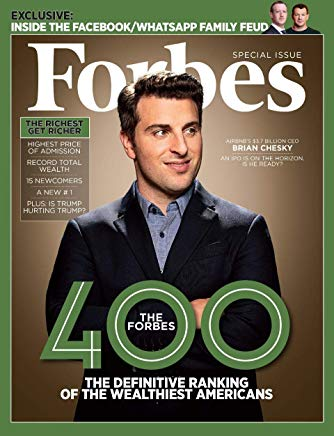 EXCLUSIVE:
INSIDE THE FACEBOOK/WHATSAPP FAMILY FEUD
SPECIAL ISSUE
Forbes
THE RICHEST
GET RICHER
HIGHEST PRICE
OF ADMISSION
RECORD TOTAL
WEALTH
15 NEWCOMERS
A NEW # 1
PLUS: IS TRUMP
HURTING TRUMP?
AIRBNB'S $3.7 BILLION CEO
BRIAN CHESKY
AN IPO IS ON THE HORIZON.
IS HE READY?
THE
FORBES
400
THE DEFINITIVE RANKING
OF THE WEALTHIEST AMERICANS